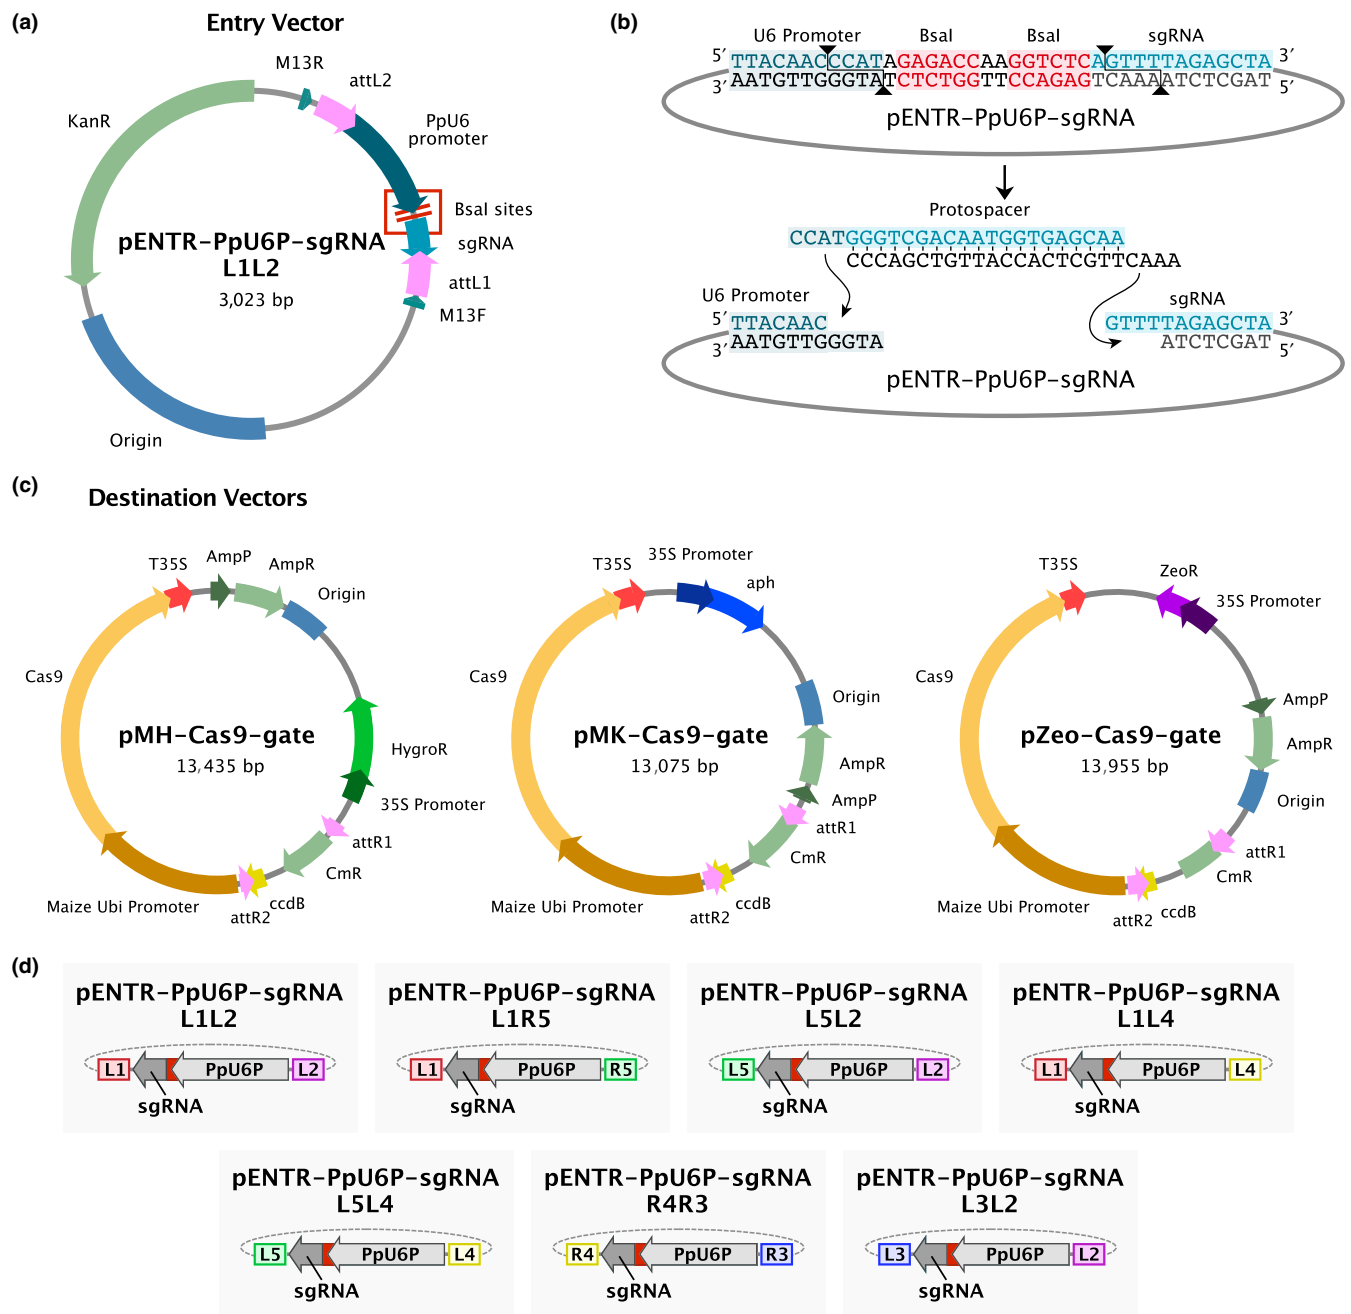 (a)
Entry Vector
M13R
attL2
KanR
PpU6
promoter
BsaI sites
pENTR-PpU6P-sgRNA
L1L2
3,023 bp
sgRNA
attL1
M13F
Origin
(b)
U6 Promoter
BsaI
BsaI
sgRNA
5′ TTACAACCCATAGAGACCAAGGTCTCAGTTTTAGAGCTA 3′
3′ AATGTTGGGTATCTCTGGTTCCAGAGTCAAAATCTCGAT 5′
pENTR-PpU6P-sgRNA
Protospacer
CCATGGGTCGACAATGGTGAGCAA
CCCAGCTGTTACCACTCGTTCAAA
U6 Promoter
sgRNA
5′ TTACAAC GTTTTAGAGCTA 3′
3′ AATGTTGGGTA ATCTCGAT 5′
pENTR-PpU6P-sgRNA
(c)
Destination Vectors
T35S
AmpP
AmpR
Origin
Cas9
pMH-Cas9-gate
13,435 bp
HygroR
35S Promoter
attR1
CmR
ccdB
attR2
Maize Ubi Promoter
T35S
35S Promoter
aph
Cas9
Origin
pMK-Cas9-gate
13,075 bp
AmpR
AmpP
attR1
CmR
ccdB
attR2
Maize Ubi Promoter
T35S
ZeoR
35S Promoter
Cas9
AmpP
pZeo-Cas9-gate
13,955 bp
AmpR
Origin
attR1
CmR
ccdB
attR2
Maize Ubi Promoter
(d)
pENTR-PpU6P-sgRNA
L1L2
L1 PpU6P L2
sgRNA
pENTR-PpU6P-sgRNA
L1R5
L1 PpU6P R5
sgRNA
pENTR-PpU6P-sgRNA
L5L2
L5 PpU6P L2
sgRNA
pENTR-PpU6P-sgRNA
L1L4
L1 PpU6P L4
sgRNA
pENTR-PpU6P-sgRNA
L5L4
L5 PpU6P L4
sgRNA
pENTR-PpU6P-sgRNA
R4R3
R4 PpU6P R3
sgRNA
pENTR-PpU6P-sgRNA
L3L2
L3 PpU6P L2
sgRNA